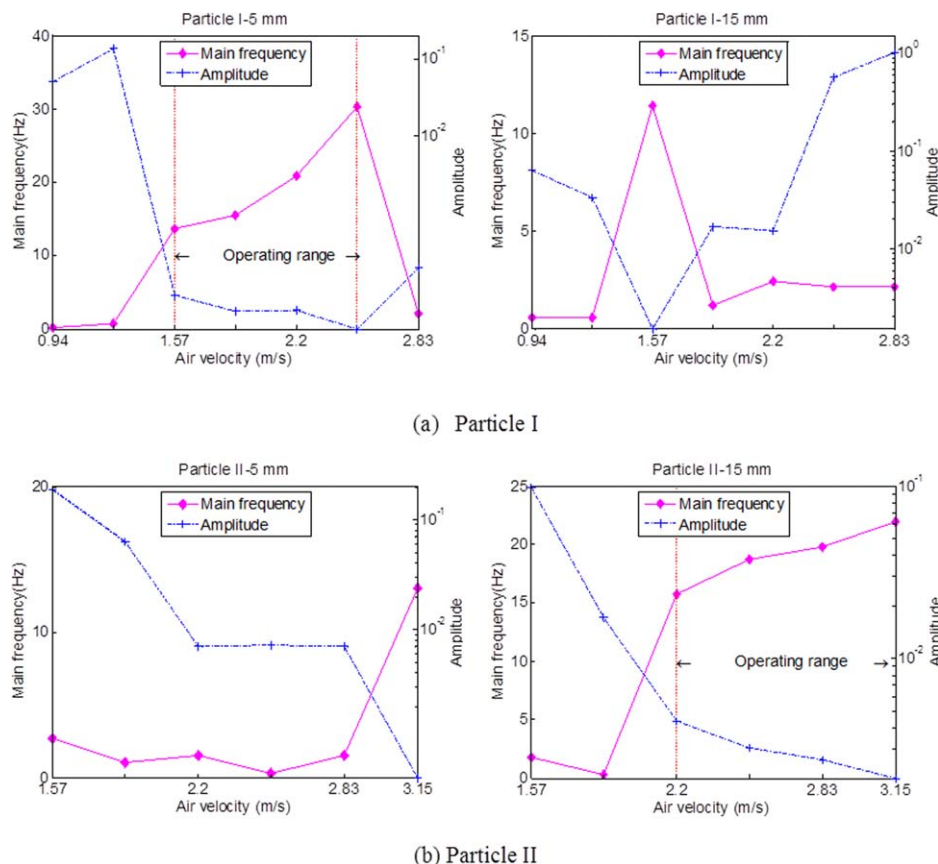 Particle I-5 mm
40
30
20
10
0
Main frequency(Hz)
Main frequency
Amplitude
← Operating range →
10-1
10-2
Amplitude
0.94 1.57 2.2 2.83
Air velocity (m/s)
Particle I-15 mm
15
10
5
0
Main frequency(Hz)
Main frequency
Amplitude
100
10-1
10-2
Amplitude
0.94 1.57 2.2 2.83
Air velocity (m/s)
(a) Particle I
Particle II-5 mm
20
10
0
Main frequency(Hz)
Main frequency
Amplitude
10-1
10-2
Amplitude
1.57 2.2 2.83 3.15
Air velocity (m/s)
Particle II-15 mm
25
20
15
10
5
0
Main frequency(Hz)
Main frequency
Amplitude
← Operating range →
10-1
10-2
Amplitude
1.57 2.2 2.83 3.15
Air velocity (m/s)
(b) Particle II